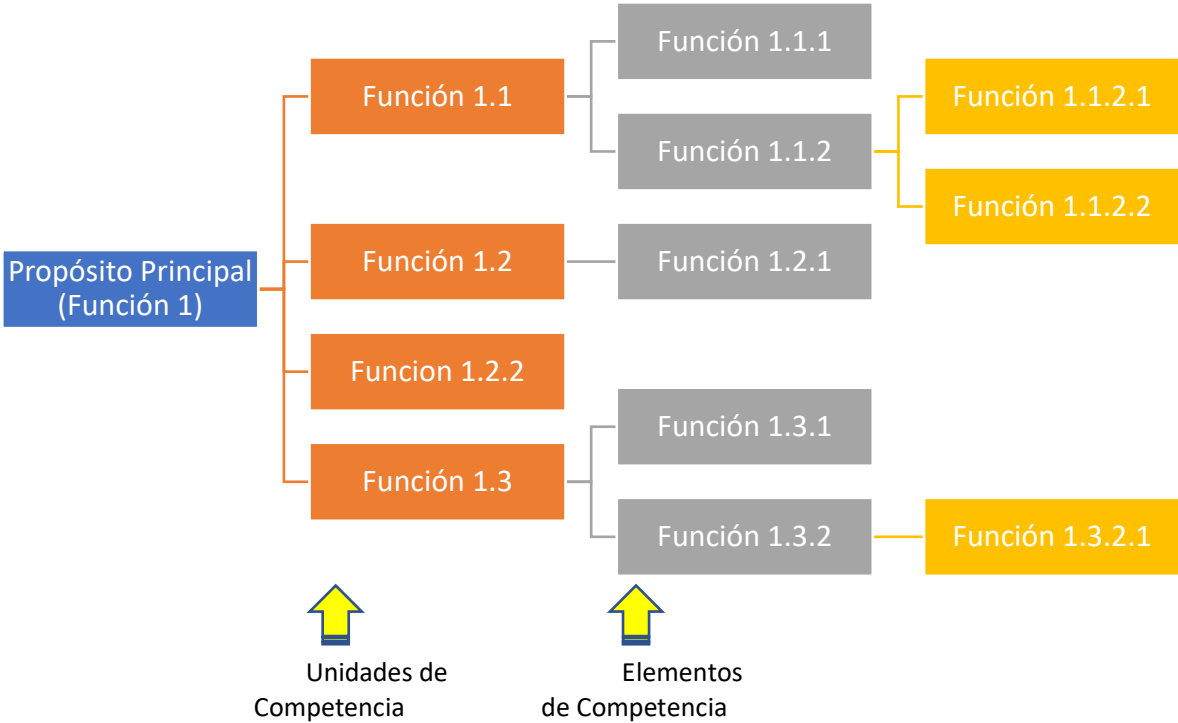 Propósito Principal
(Función 1)
Función 1.1
Función 1.2
Funcion 1.2.2
Función 1.3
Función 1.1.1
Función 1.1.2
Función 1.2.1
Función 1.3.1
Función 1.3.2
Función 1.1.2.1
Función 1.1.2.2
Función 1.3.2.1
Unidades de
Competencia
Elementos
de Competencia